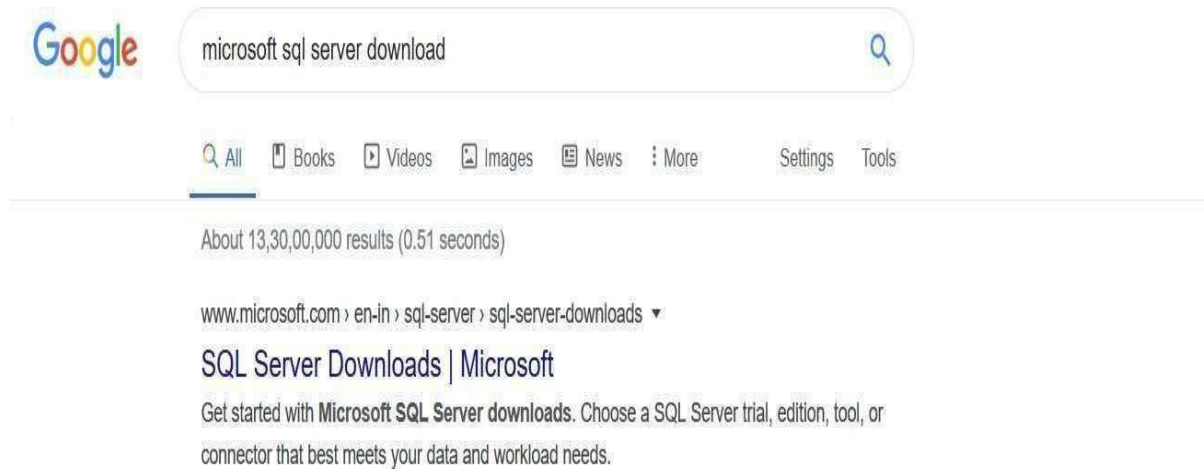 Google
microsoft sql server download
All Books Videos Images News More Settings Tools
About 13,30,00,000 results (0.51 seconds)
www.microsoft.com › en-in › sql-server › sql-server-downloads
SQL Server Downloads | Microsoft
Get started with Microsoft SQL Server downloads. Choose a SQL Server trial, edition, tool, or
connector that best meets your data and workload needs.